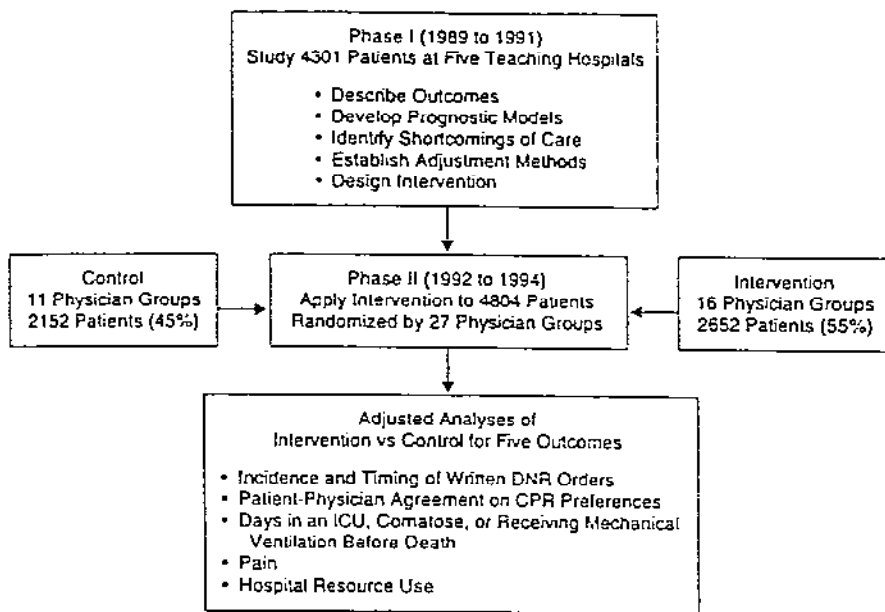 Phase I (1989 to 1991)
Study 4301 Patients at Five Teaching Hospitals
• Describe Outcomes
• Develop Prognostic Models
• Identify Shortcomings of Care
• Establish Adjustment Methods
• Design Intervention
Control
11 Physician Groups
2152 Patients (45%)
Phase II (1992 to 1994)
Apply Intervention to 4804 Patients
Randomized by 27 Physician Groups
Intervention
16 Physician Groups
2652 Patients (55%)
Adjusted Analyses of
Intervention vs Control for Five Outcomes
• Incidence and Timing of Written DNR Orders
• Patient-Physician Agreement on CPR Preferences
• Days in an ICU, Comatose, or Receiving Mechanical
Ventilation Before Death
• Pain
• Hospital Resource Use